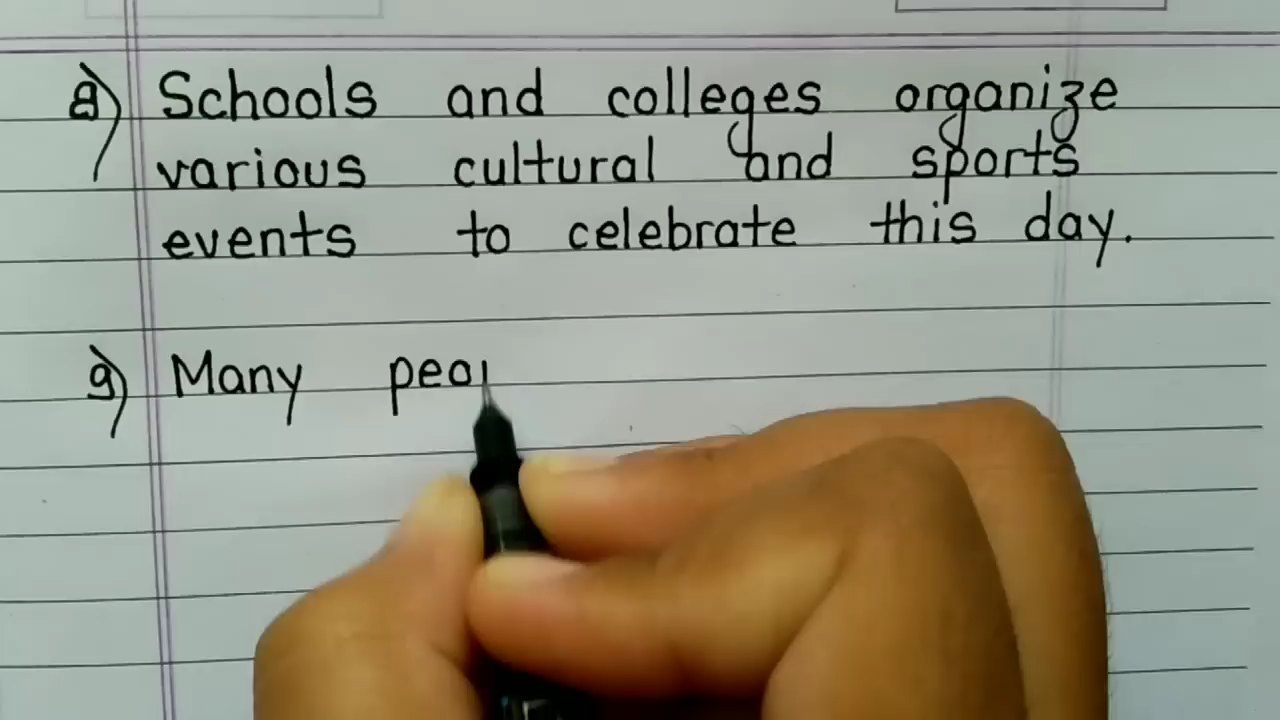 8) Schools and colleges organize
various cultural and sports
events to celebrate this day.
9) Many peo